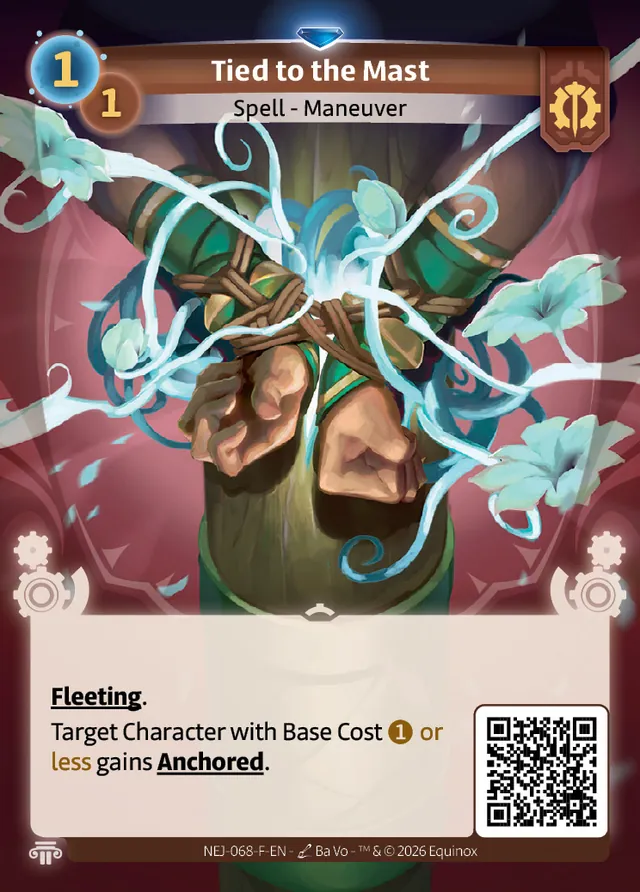 1
Tied to the Mast
1
Spell - Maneuver
Fleeting.
Target Character with Base Cost 1 or
less gains Anchored.
NEJ-068-F-EN - Ba Vo - ™ & © 2026 Equinox